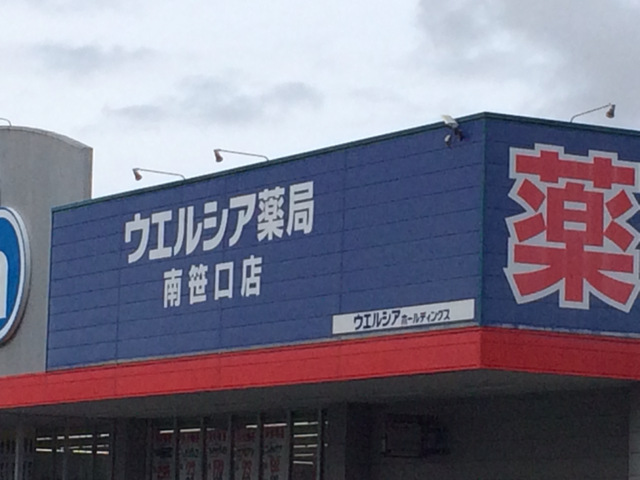 ウエルシア薬局
南笹口店
ウエルシアホールディングス
薬